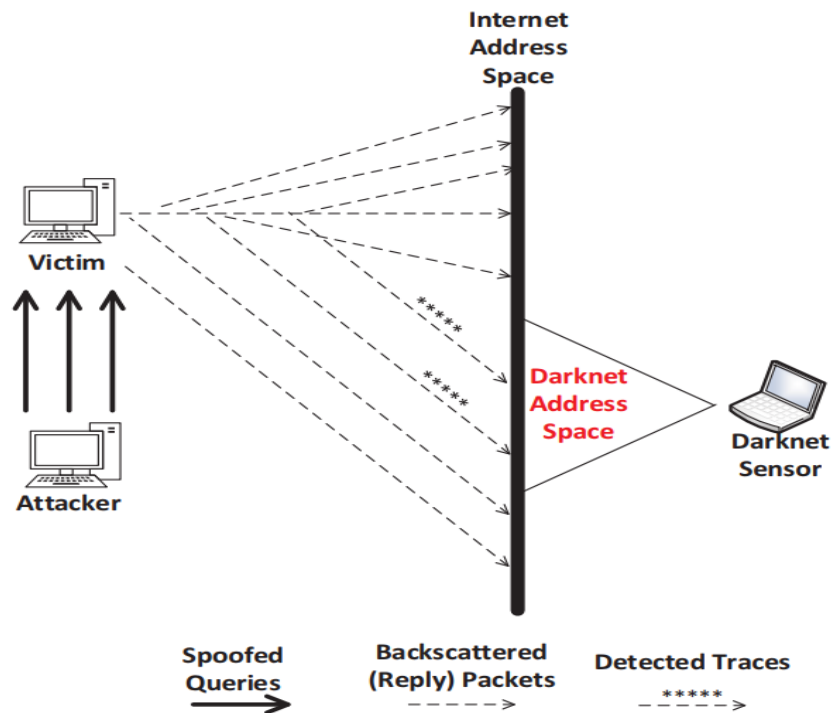 Internet
Address
Space
Victim
*****
*****
Darknet
Address
Space
Darknet
Sensor
Attacker
Spoofed
Queries
Backscattered
(Reply) Packets
Detected Traces
*****